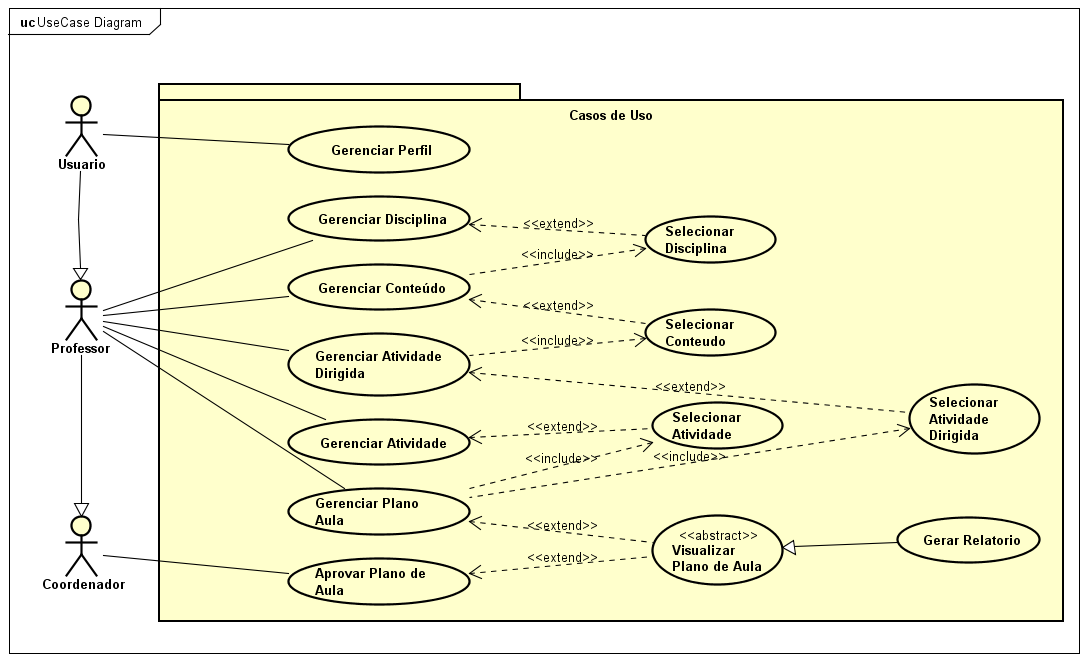 uc UseCase Diagram
Casos de Uso
Usuario
Gerenciar Perfil
Gerenciar Disciplina
<<extend>>
Selecionar
Disciplina
<<include>>
Gerenciar Conteúdo
<<extend>>
Selecionar
Conteudo
<<include>>
Professor
Gerenciar Atividade
Dirigida
<<extend>>
Selecionar
Atividade
Dirigida
Selecionar
Atividade
<<extend>>
Gerenciar Atividade
<<include>>
<<include>>
Gerenciar Plano
Aula
<<extend>>
<<abstract>>
Visualizar
Plano de Aula
Gerar Relatorio
<<extend>>
Coordenador
Aprovar Plano de
Aula